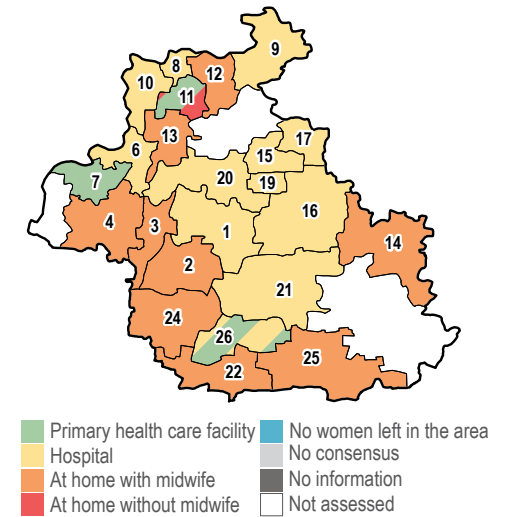 9
8
12
10
11
13
17
6
15
7
20
19
16
4
3
1
14
2
21
24
26
25
22
Primary health care facility
Hospital
At home with midwife
At home without midwife
No women left in the area
No consensus
No information
Not assessed